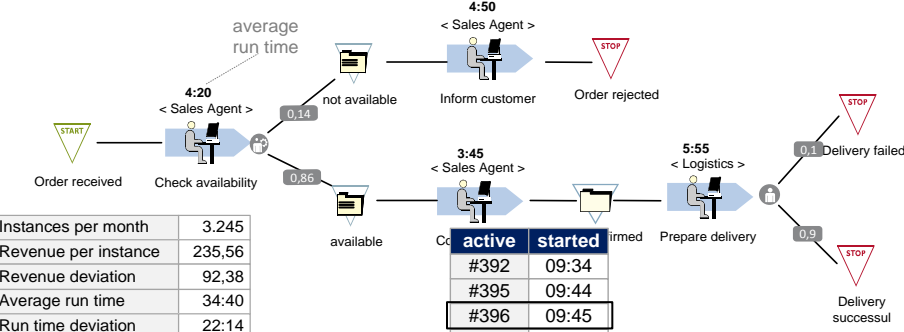 average
run time
4:50
< Sales Agent >
STOP
Inform customer
Order rejected
not available
0,14
4:20
< Sales Agent >
START
Order received
Check availability
0,86
available
3:45
< Sales Agent >
5:55
< Logistics >
Prepare delivery
STOP
0,1
Delivery failed
0,9
STOP
Delivery
successul
Instances per month 3.245
Revenue per instance 235,56
Revenue deviation 92,38
Average run time 34:40
Run time deviation 22:14
active started
#392 09:34
#395 09:44
#396 09:45